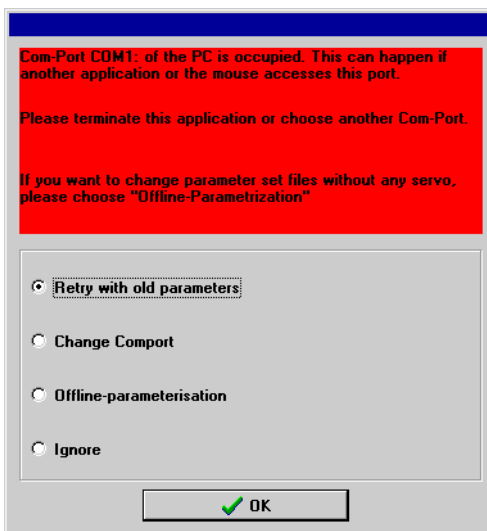 Com-Port COM1: of the PC is occupied. This can happen if
another application or the mouse accesses this port.
Please terminate this application or choose another Com-Port.
If you want to change parameter set files without any servo,
please choose "Offline-Parametrization"
Retry with old parameters
Change Comport
Offline-parameterisation
Ignore
OK